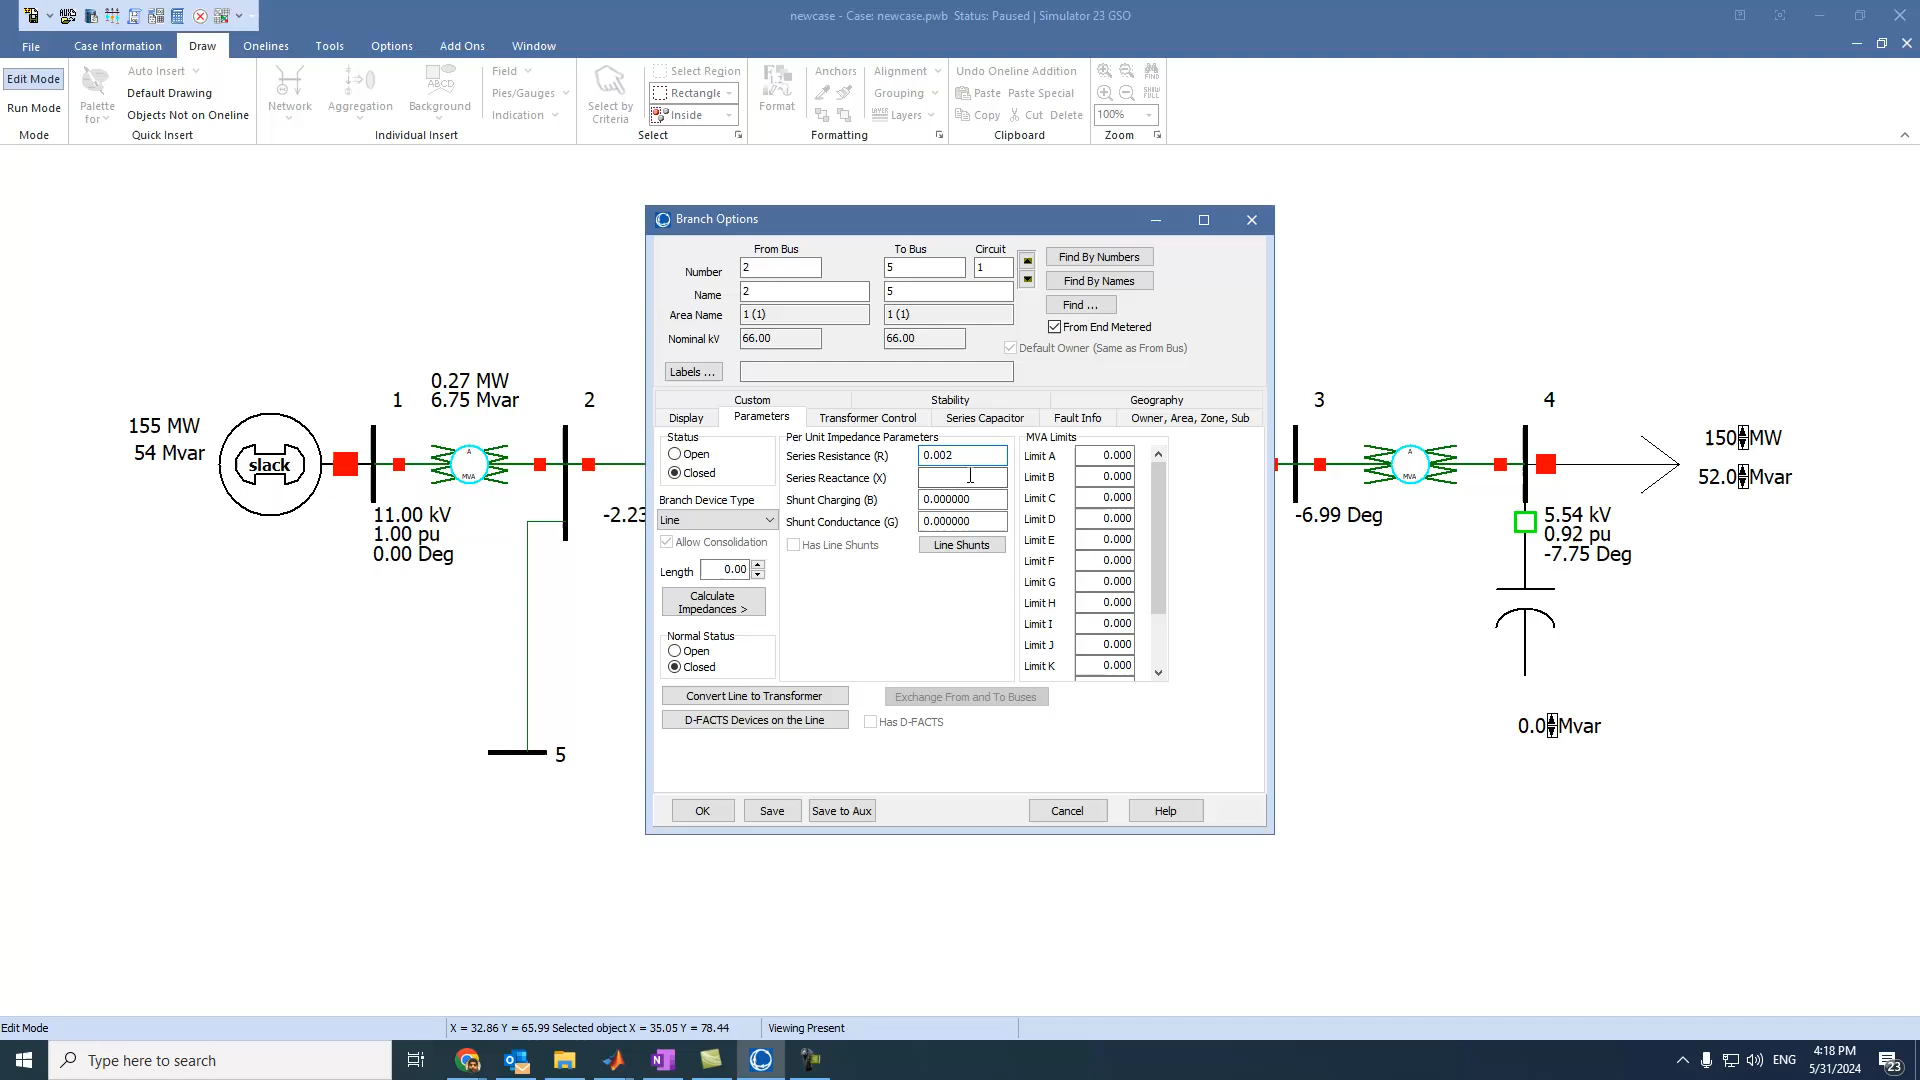 newcase - Case: newcase.pwb Status: Paused | Simulator 23 GSO
File Case Information Draw Onelines Tools Options Add Ons Window
Edit Mode
Run Mode
Mode
Palette for
Auto Insert
Default Drawing
Objects Not on Oneline
Quick Insert
Network
Aggregation
ABCD
Background
Field
Pies/Gauges
Indication
Individual Insert
Select by Criteria
Select Region
Rectangle
Inside
Select
Format
Anchors
Alignment
Grouping
Layers
Formatting
Undo Oneline Addition
Paste Paste Special
Copy Cut Delete
Clipboard
100%
Zoom
Branch Options
From Bus To Bus Circuit
Number 2 5 1
Name 2 5
Area Name 1 (1) 1 (1)
Nominal kV 66.00 66.00
Labels ...
Find By Numbers
Find By Names
Find ...
From End Metered
Default Owner (Same as From Bus)
Custom Stability Geography
Display Parameters Transformer Control Series Capacitor Fault Info Owner, Area, Zone, Sub
Status
Open
Closed
Branch Device Type
Line
Allow Consolidation
Length 0.00
Calculate
Impedances >
Normal Status
Open
Closed
Per Unit Impedance Parameters
Series Resistance (R) 0.002
Series Reactance (X)
Shunt Charging (B) 0.000000
Shunt Conductance (G) 0.000000
Has Line Shunts Line Shunts
MVA Limits
Limit A 0.000
Limit B 0.000
Limit C 0.000
Limit D 0.000
Limit E 0.000
Limit F 0.000
Limit G 0.000
Limit H 0.000
Limit I 0.000
Limit J 0.000
Limit K 0.000
Convert Line to Transformer
Exchange From and To Buses
D-FACTS Devices on the Line
Has D-FACTS
OK Save Save to Aux Cancel Help
155 MW
54 Mvar
slack
1
11.00 kV
1.00 pu
0.00 Deg
0.27 MW
6.75 Mvar
A
MVA
2
-2.23
5
3
-6.99 Deg
A
MVA
4
5.54 kV
0.92 pu
-7.75 Deg
150 MW
52.0 Mvar
0.0 Mvar
Edit Mode
X = 32.86 Y = 65.99 Selected object X = 35.05 Y = 78.44
Viewing Present
Type here to search
ENG
4:18 PM
5/31/2024
23